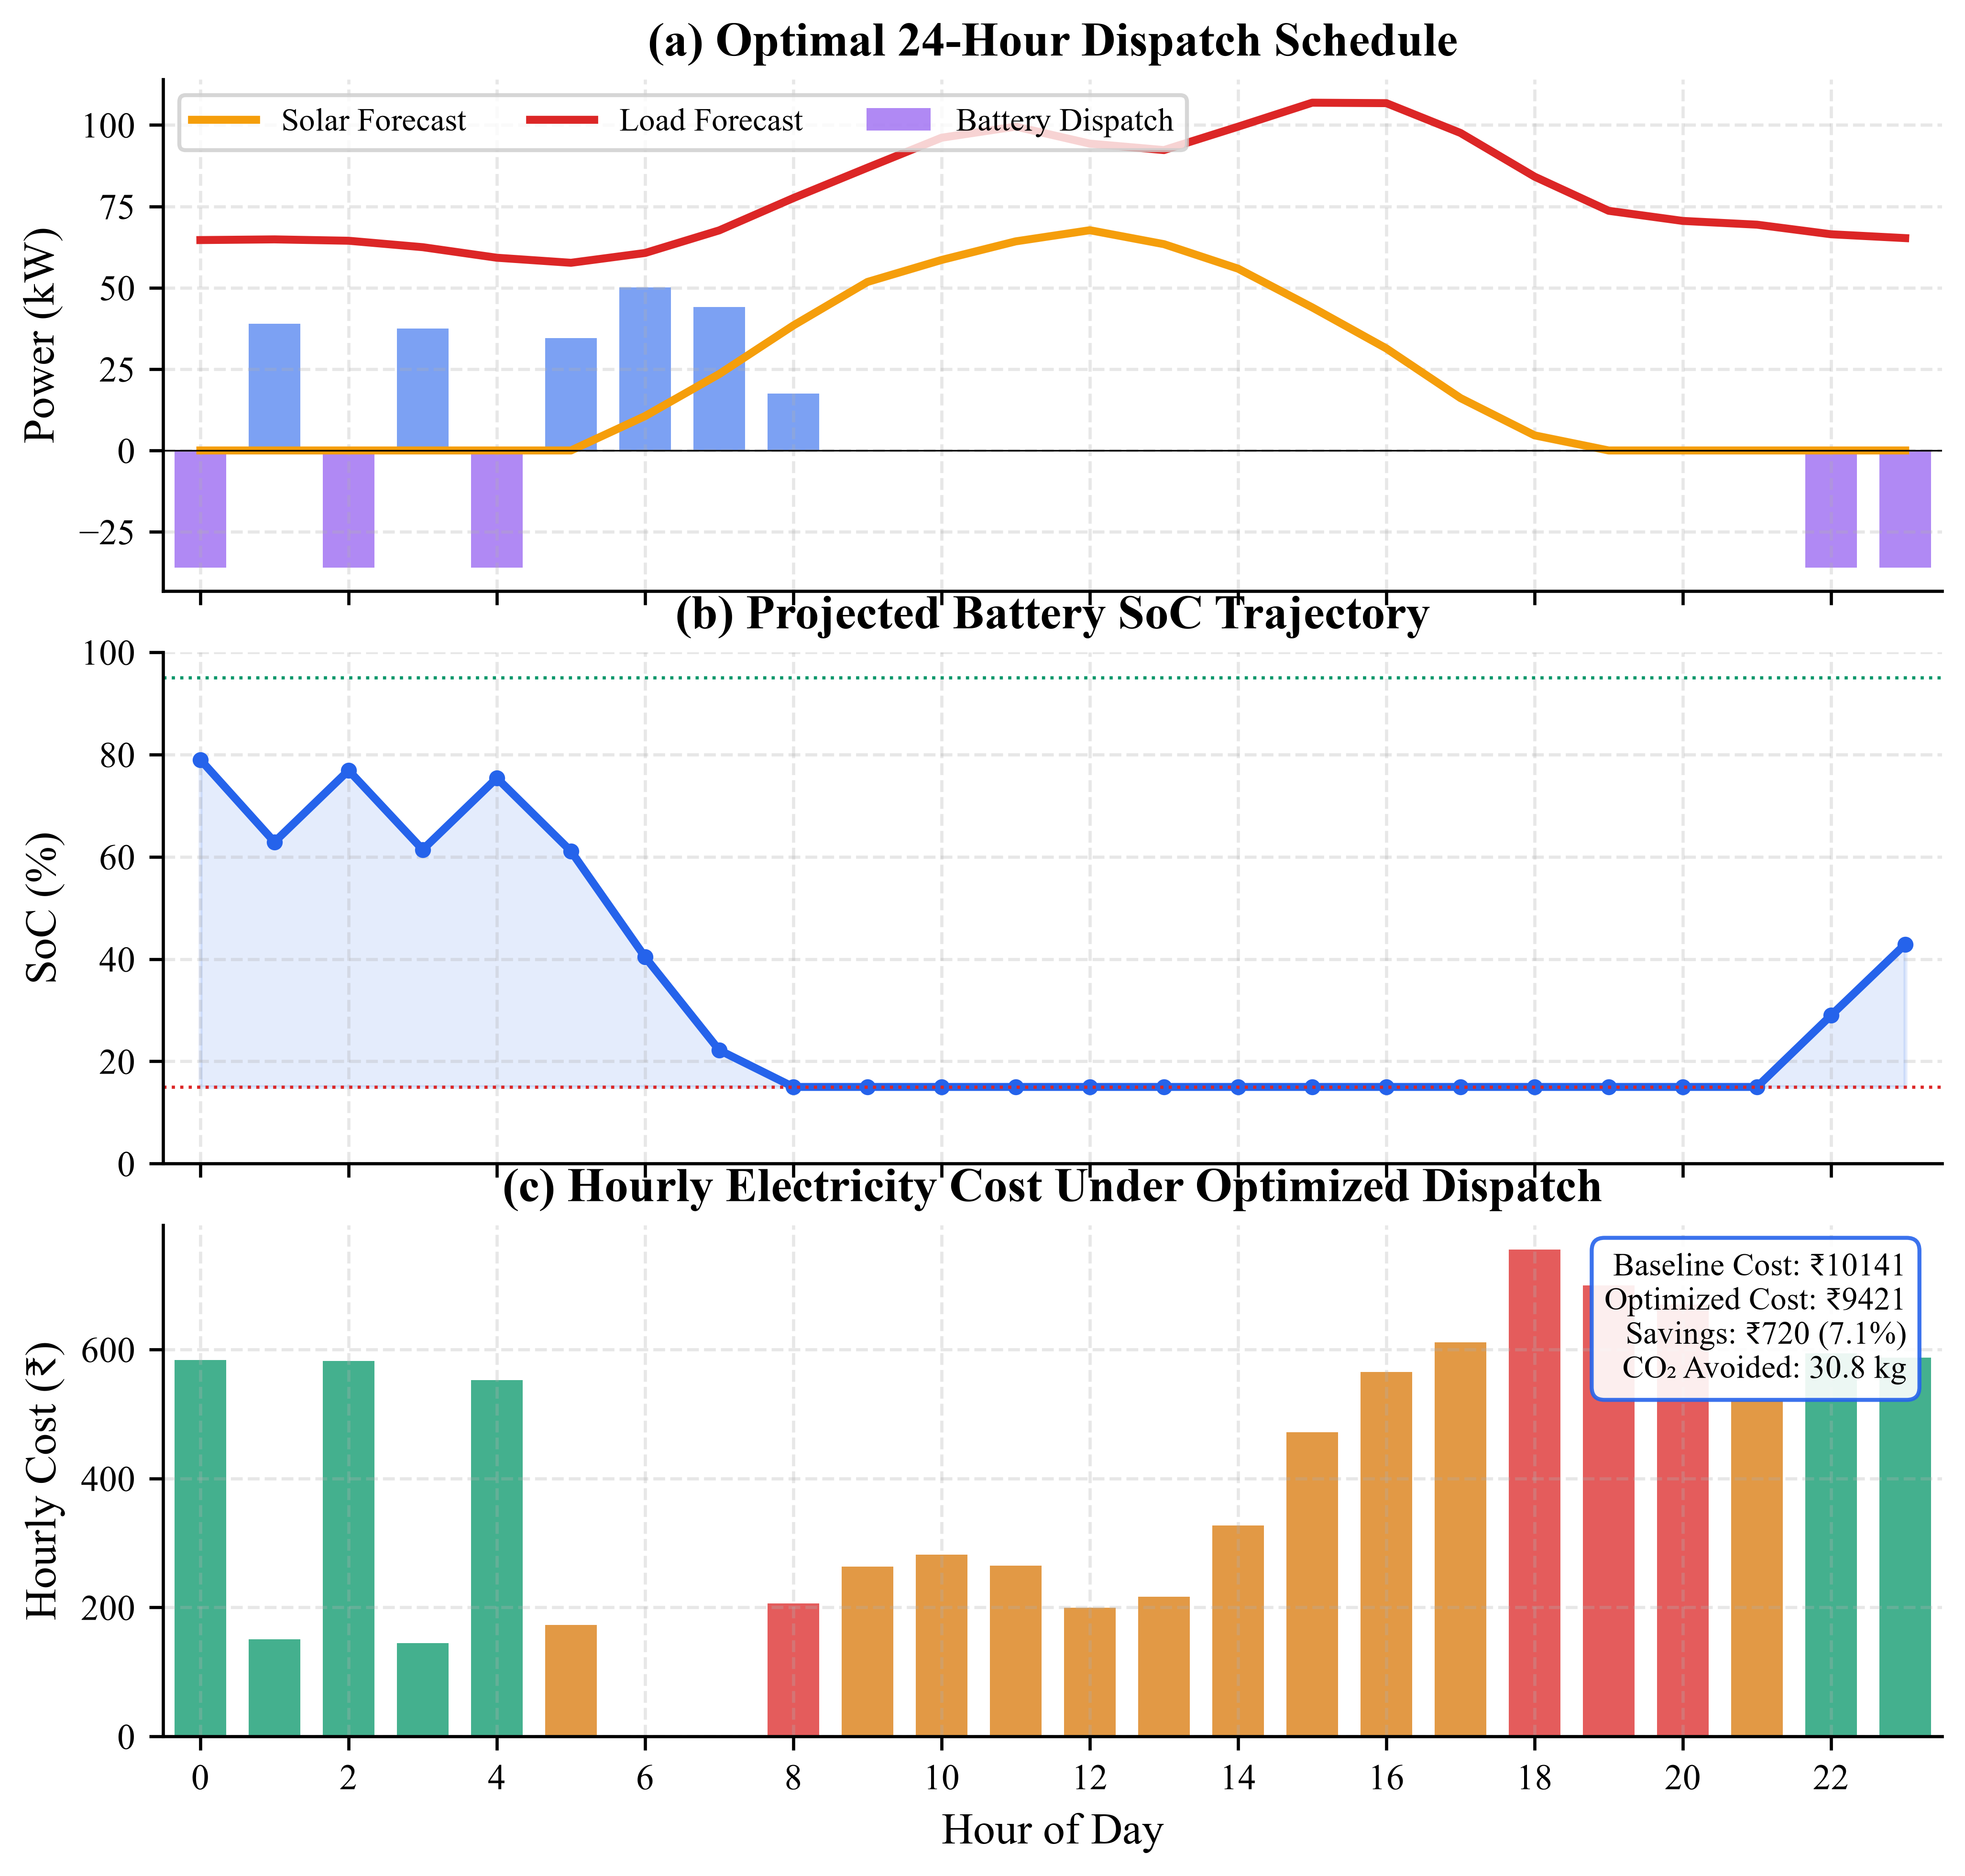 (a) Optimal 24-Hour Dispatch Schedule
Solar Forecast Load Forecast Battery Dispatch
Power (kW)
100
75
50
25
0
−25
(b) Projected Battery SoC Trajectory
SoC (%)
100
80
60
40
20
0
(c) Hourly Electricity Cost Under Optimized Dispatch
Baseline Cost: ₹10141
Optimized Cost: ₹9421
Savings: ₹720 (7.1%)
CO₂ Avoided: 30.8 kg
Hourly Cost (₹)
600
400
200
0
0 2 4 6 8 10 12 14 16 18 20 22
Hour of Day